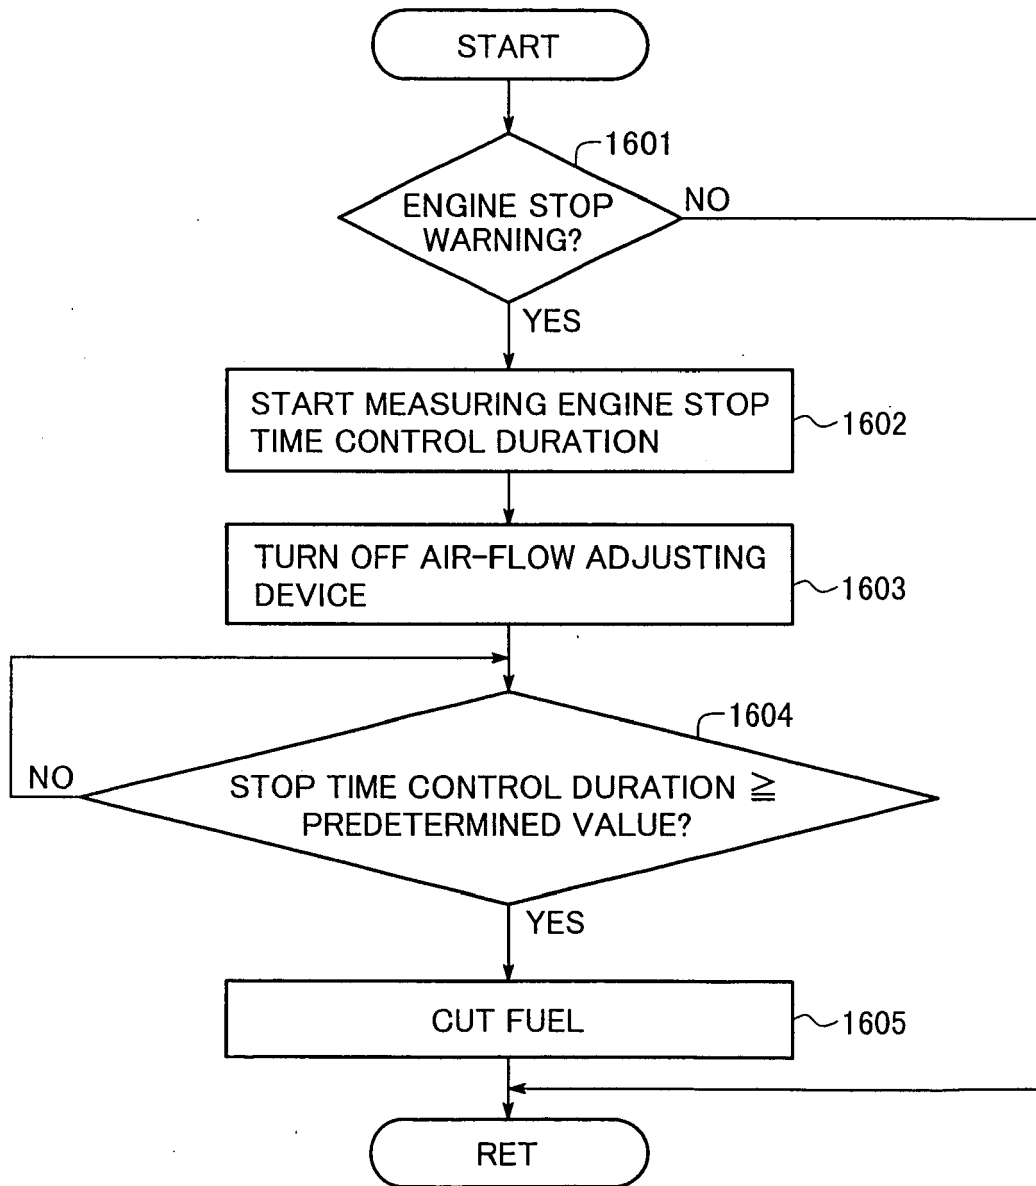 START
1601
ENGINE STOP
WARNING?
NO
YES
START MEASURING ENGINE STOP
TIME CONTROL DURATION
1602
TURN OFF AIR-FLOW ADJUSTING
DEVICE
1603
1604
NO
STOP TIME CONTROL DURATION ≧
PREDETERMINED VALUE?
YES
CUT FUEL
1605
RET